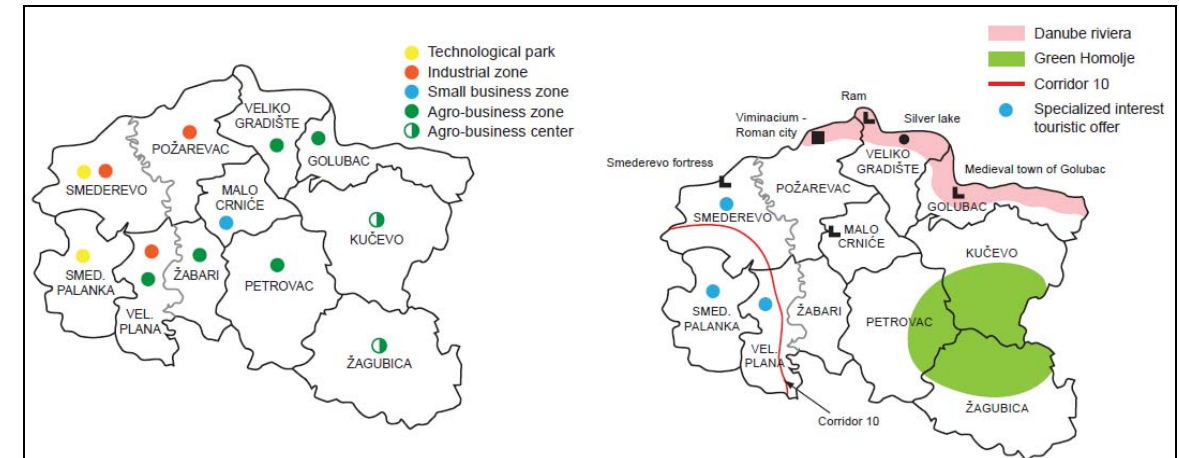 Technological park
Industrial zone
Small business zone
Agro-business zone
Agro-business center
VELIKO
GRADIŠTE
POŽAREVAC
GOLUBAC
SMEDEREVO
MALO
CRNIĆE
KUČEVO
SMED.
PALANKA
ŽABARI
PETROVAC
VEL.
PLANA
ŽAGUBICA
Danube riviera
Green Homolje
Corridor 10
Specialized interest
touristic offer
Ram
Viminacium -
Roman city
Silver lake
Smederevo fortress
VELIKO
GRADIŠTE
Medieval town of Golubac
POŽAREVAC
SMEDEREVO
GOLUBAC
MALO
CRNIĆE
KUČEVO
SMED.
PALANKA
ŽABARI
PETROVAC
VEL.
PLANA
ŽAGUBICA
Corridor 10